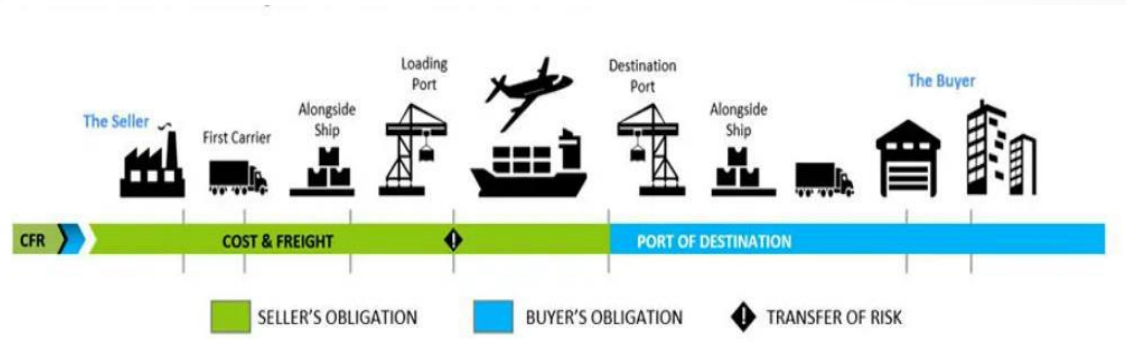 The Seller
First Carrier
Alongside
Ship
Loading
Port
Destination
Port
Alongside
Ship
The Buyer
CFR
COST & FREIGHT
PORT OF DESTINATION
SELLER'S OBLIGATION
BUYER'S OBLIGATION
TRANSFER OF RISK